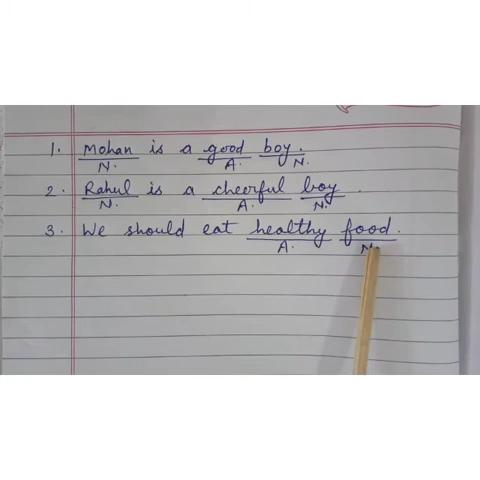 1. Mohan is a good boy.
N. A. N.
2. Rahul is a cheerful boy.
N. A. N.
3. We should eat healthy food.
A. N.